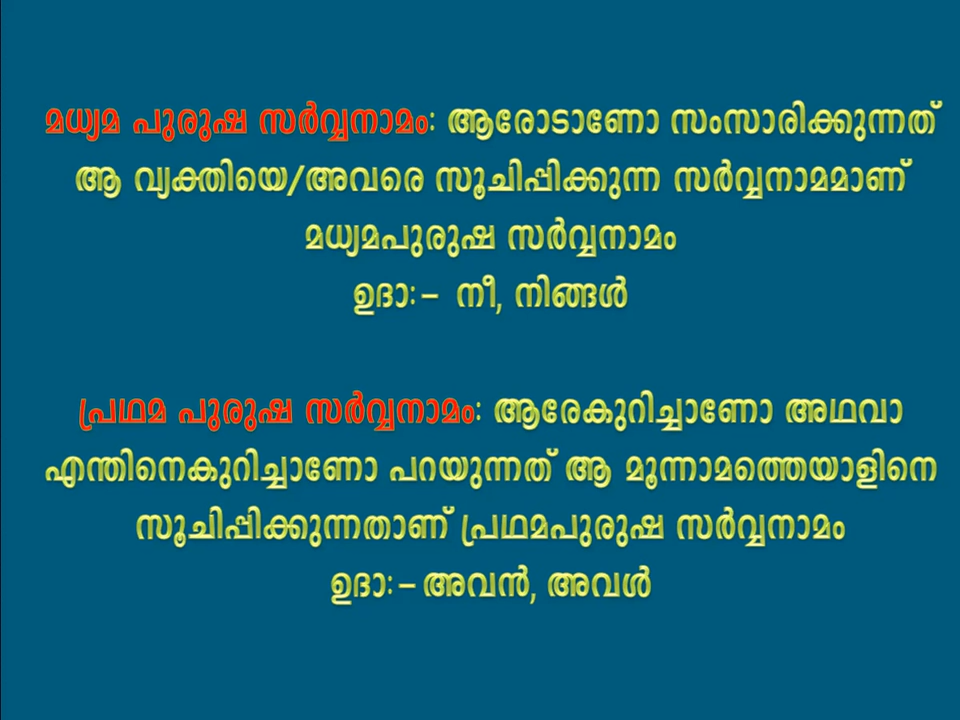 മധ്യമ പുരുഷ സർവ്വനാമം: ആരോടാണോ സംസാരിക്കുന്നത്
ആ വ്യക്തിയെ/അവരെ സൂചിപ്പിക്കുന്ന സർവ്വനാമമാണ്
മധ്യമപുരുഷ സർവ്വനാമം
ഉദാ:– നീ, നിങ്ങൾ
പ്രഥമ പുരുഷ സർവ്വനാമം: ആരേകുറിച്ചാണോ അഥവാ
എന്തിനെകുറിച്ചാണോ പറയുന്നത് ആ മൂന്നാമത്തെയാളിനെ
സൂചിപ്പിക്കുന്നതാണ് പ്രഥമപുരുഷ സർവ്വനാമം
ഉദാ:– അവൻ, അവൾ